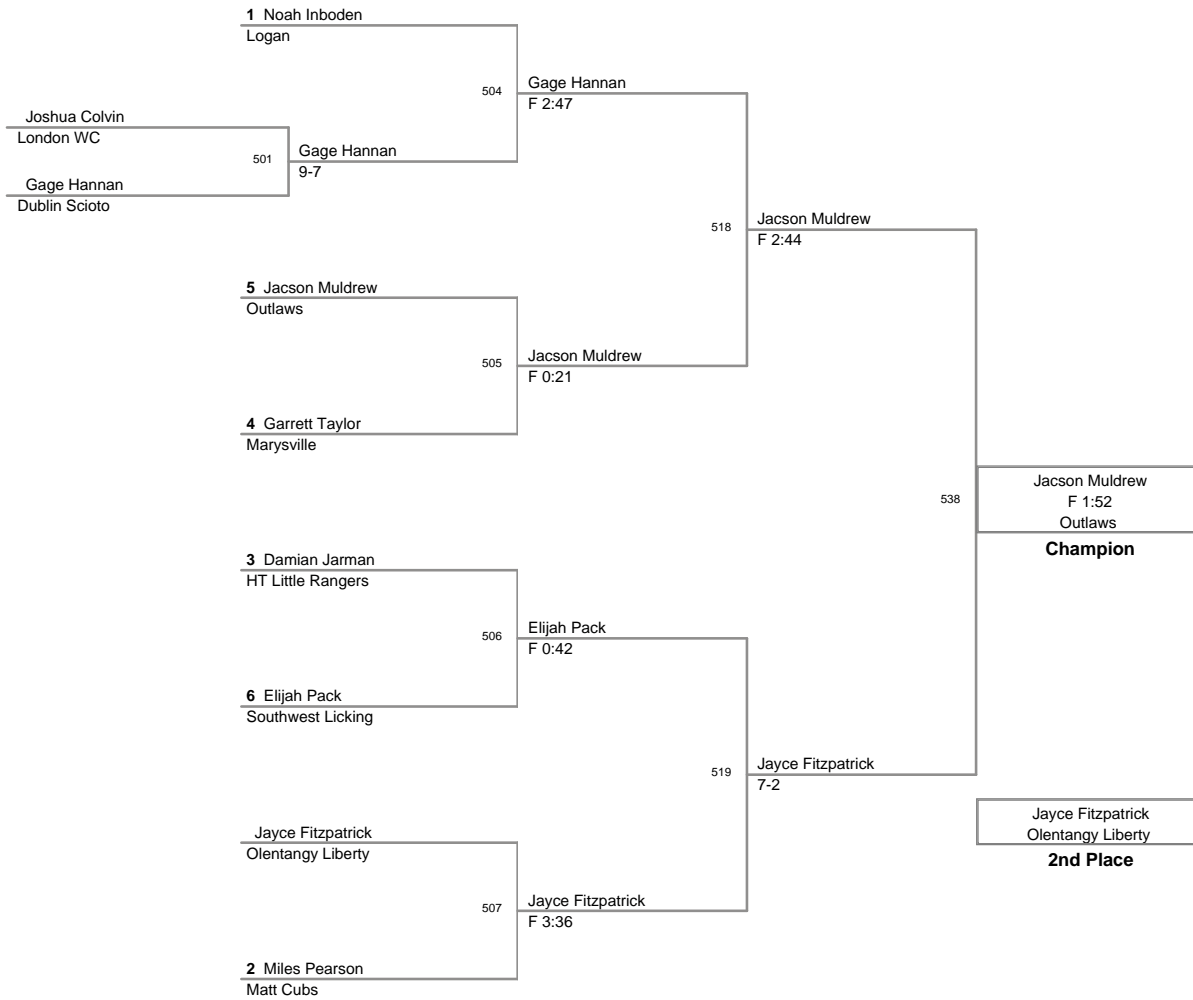 1 Noah Inboden
Logan
504
Gage Hannan
F 2:47
Joshua Colvin
London WC
501
Gage Hannan
9-7
Gage Hannan
Dublin Scioto
518
Jacson Muldrew
F 2:44
5 Jacson Muldrew
Outlaws
505
Jacson Muldrew
F 0:21
4 Garrett Taylor
Marysville
538
Jacson Muldrew
F 1:52
Outlaws
Champion
3 Damian Jarman
HT Little Rangers
506
Elijah Pack
F 0:42
6 Elijah Pack
Southwest Licking
519
Jayce Fitzpatrick
7-2
Jayce Fitzpatrick
Olentangy Liberty
2nd Place
Jayce Fitzpatrick
Olentangy Liberty
507
Jayce Fitzpatrick
F 3:36
2 Miles Pearson
Matt Cubs